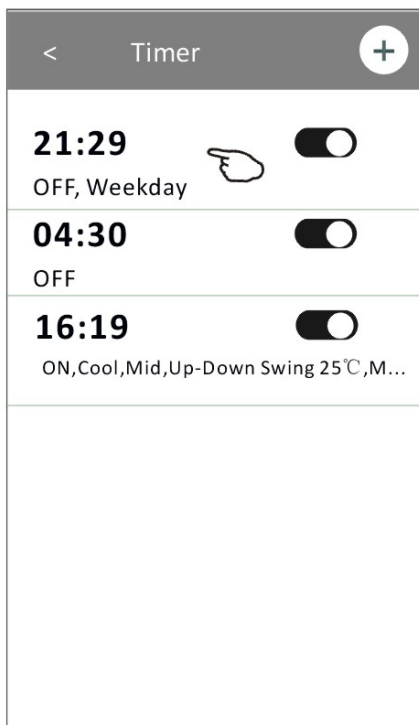 < Timer +
21:29
OFF, Weekday
04:30
OFF
16:19
ON,Cool,Mid,Up-Down Swing 25℃,M...